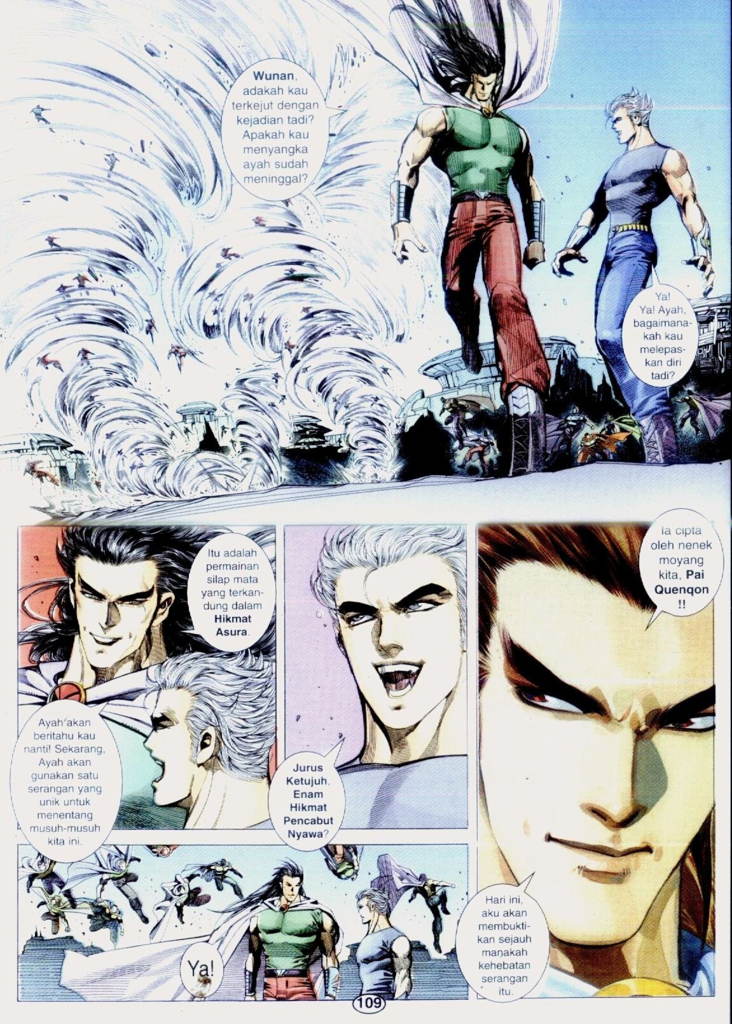 Wunan,
adakah kau
terkejut dengan
kejadian tadi?
Apakah kau
menyangka
ayah sudah
meninggal?
Ya!
Ya! Ayah,
bagaimana-
kah kau
melepas-
kan diri
tadi?
Itu adalah
permainan
silap mata
yang terkan-
dung dalam
Hikmat
Asura.
Ayah akan
beritahu kau
nanti! Sekarang,
Ayah akan
gunakan satu
serangan yang
unik untuk
menentang
musuh-musuh
kita ini.
Jurus
Ketujuh,
Enam
Hikmat
Pencabut
Nyawa?
Ia cipta
oleh nenek
moyang
kita, Pai
Quenqon
!!
Hari ini,
aku akan
membukti-
kan sejauh
manakah
kehebatan
serangan
itu.
Ya!
109